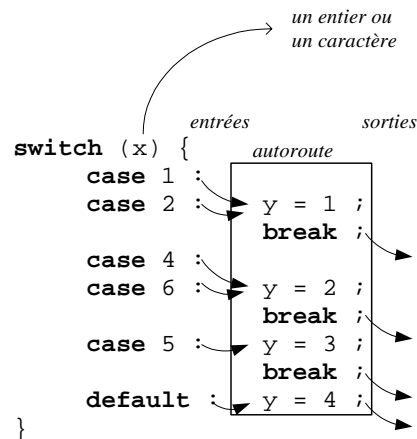 un entier ou
un caractère
entrées sorties
switch (x) { autoroute
case 1 :
case 2 : y = 1 ;
break ;
case 4 :
case 6 : y = 2 ;
break ;
case 5 : y = 3 ;
break ;
default : y = 4 ;
}